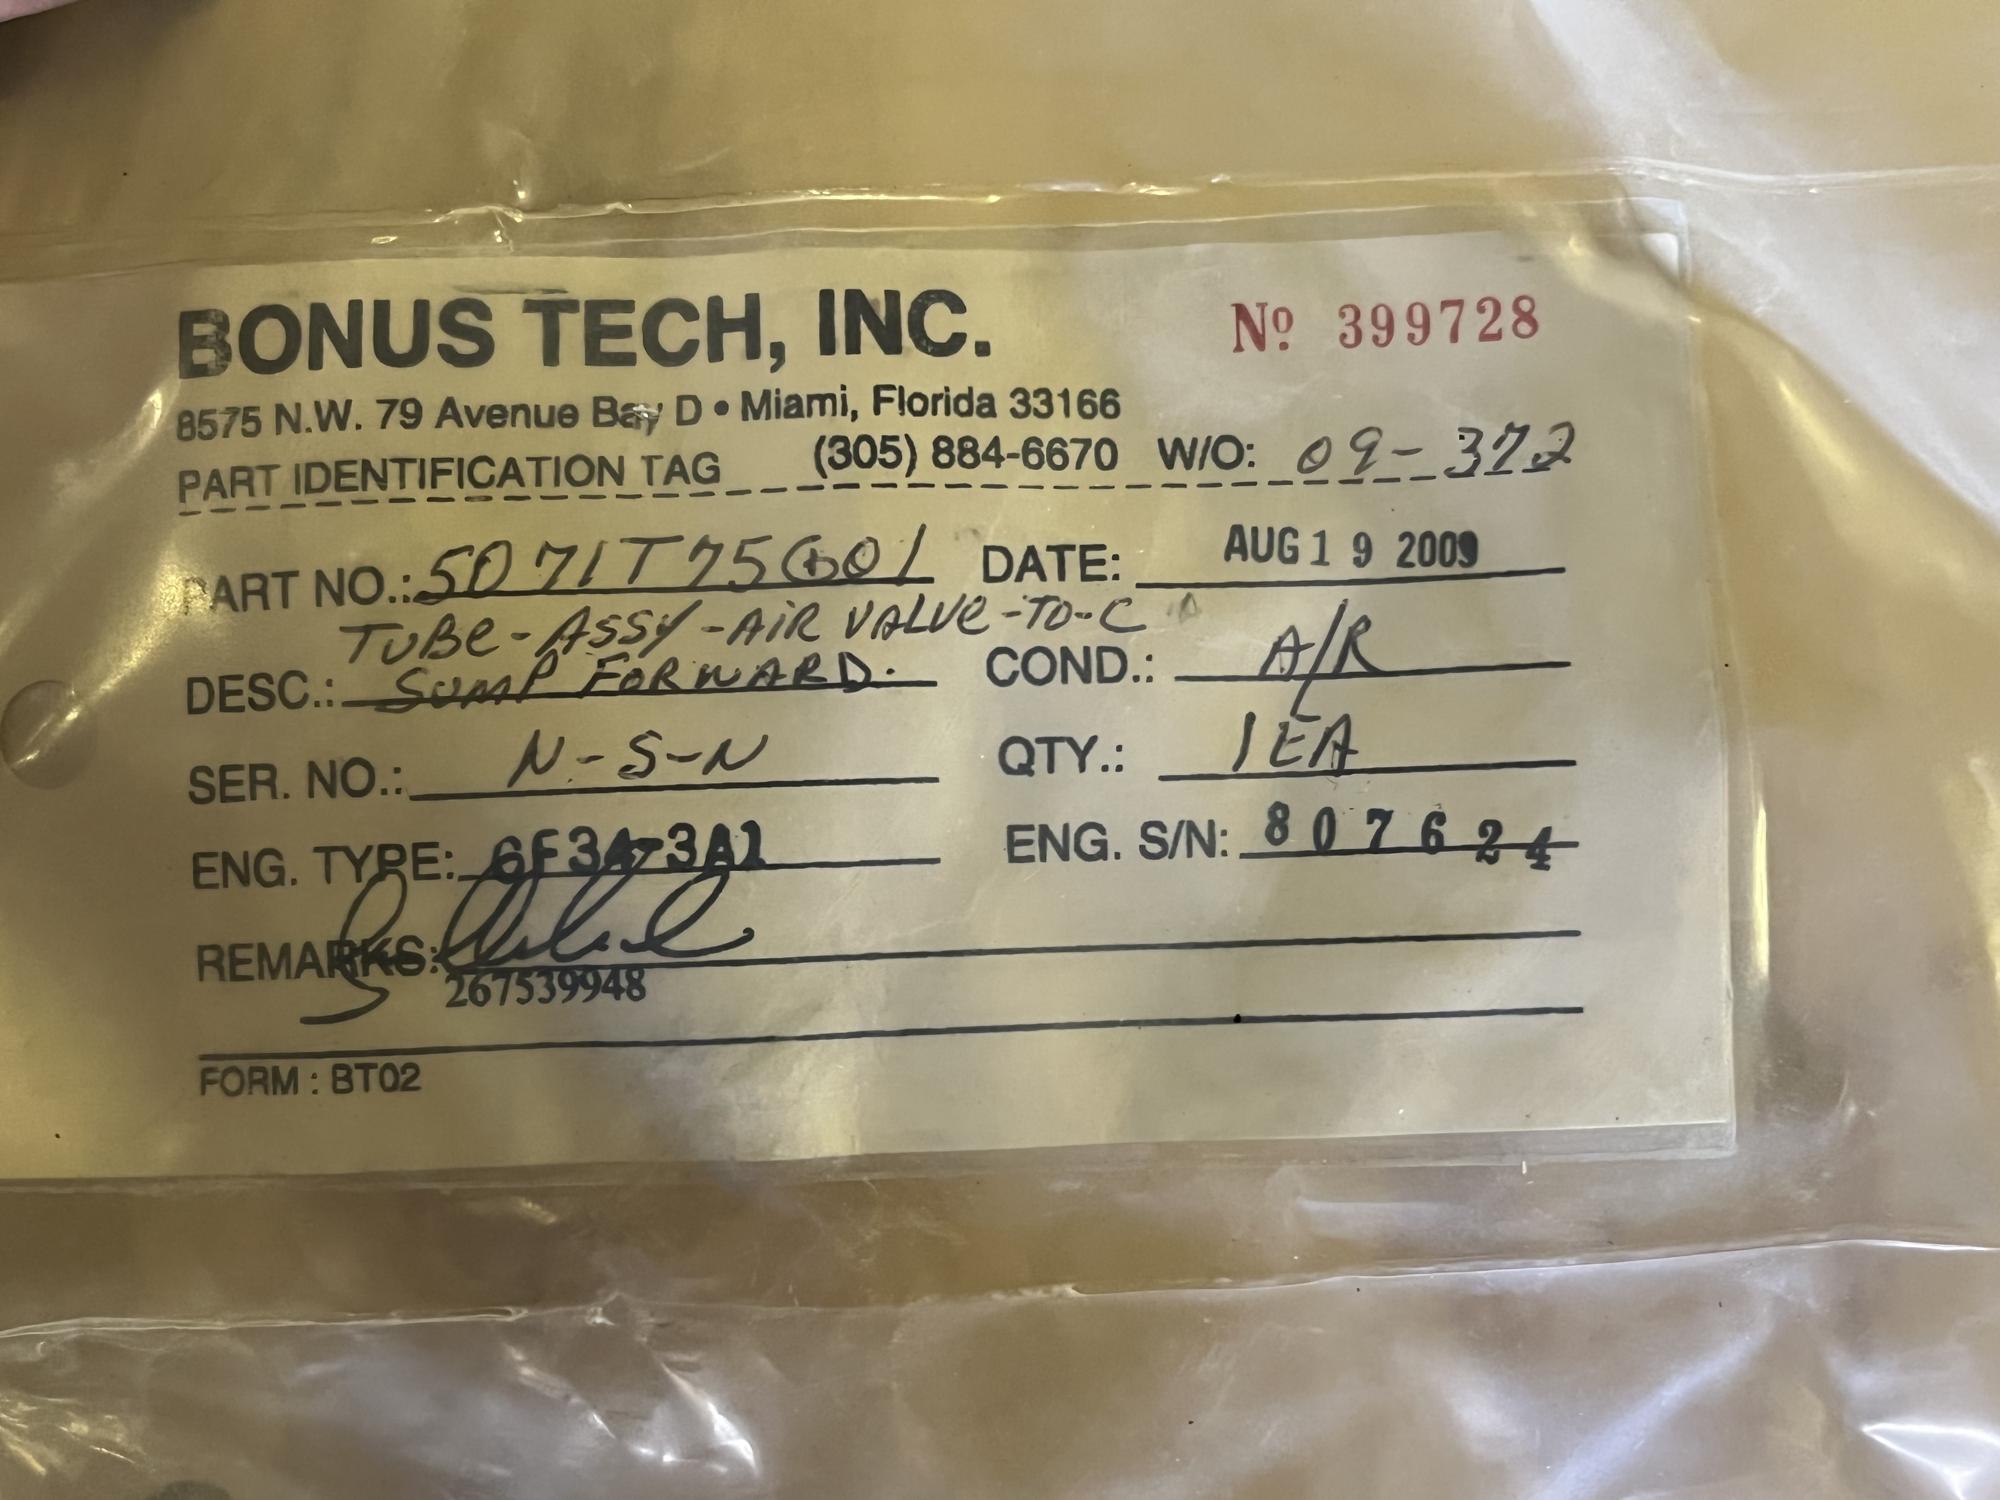 BONUS TECH, INC.
Nº 399728
8575 N.W. 79 Avenue Bay D • Miami, Florida 33166
PART IDENTIFICATION TAG (305) 884-6670 W/O: 09-372
PART NO.: 5071T75G01 DATE: AUG 19 2009
TUBE-ASSY-AIR VALVE-TO-C
DESC.: SUMP FORWARD. COND.: A/R
SER. NO.: N-S-N QTY.: 1EA
ENG. TYPE: 6F34-3A1 ENG. S/N: 807624
REMARKS:
267539948
FORM : BT02